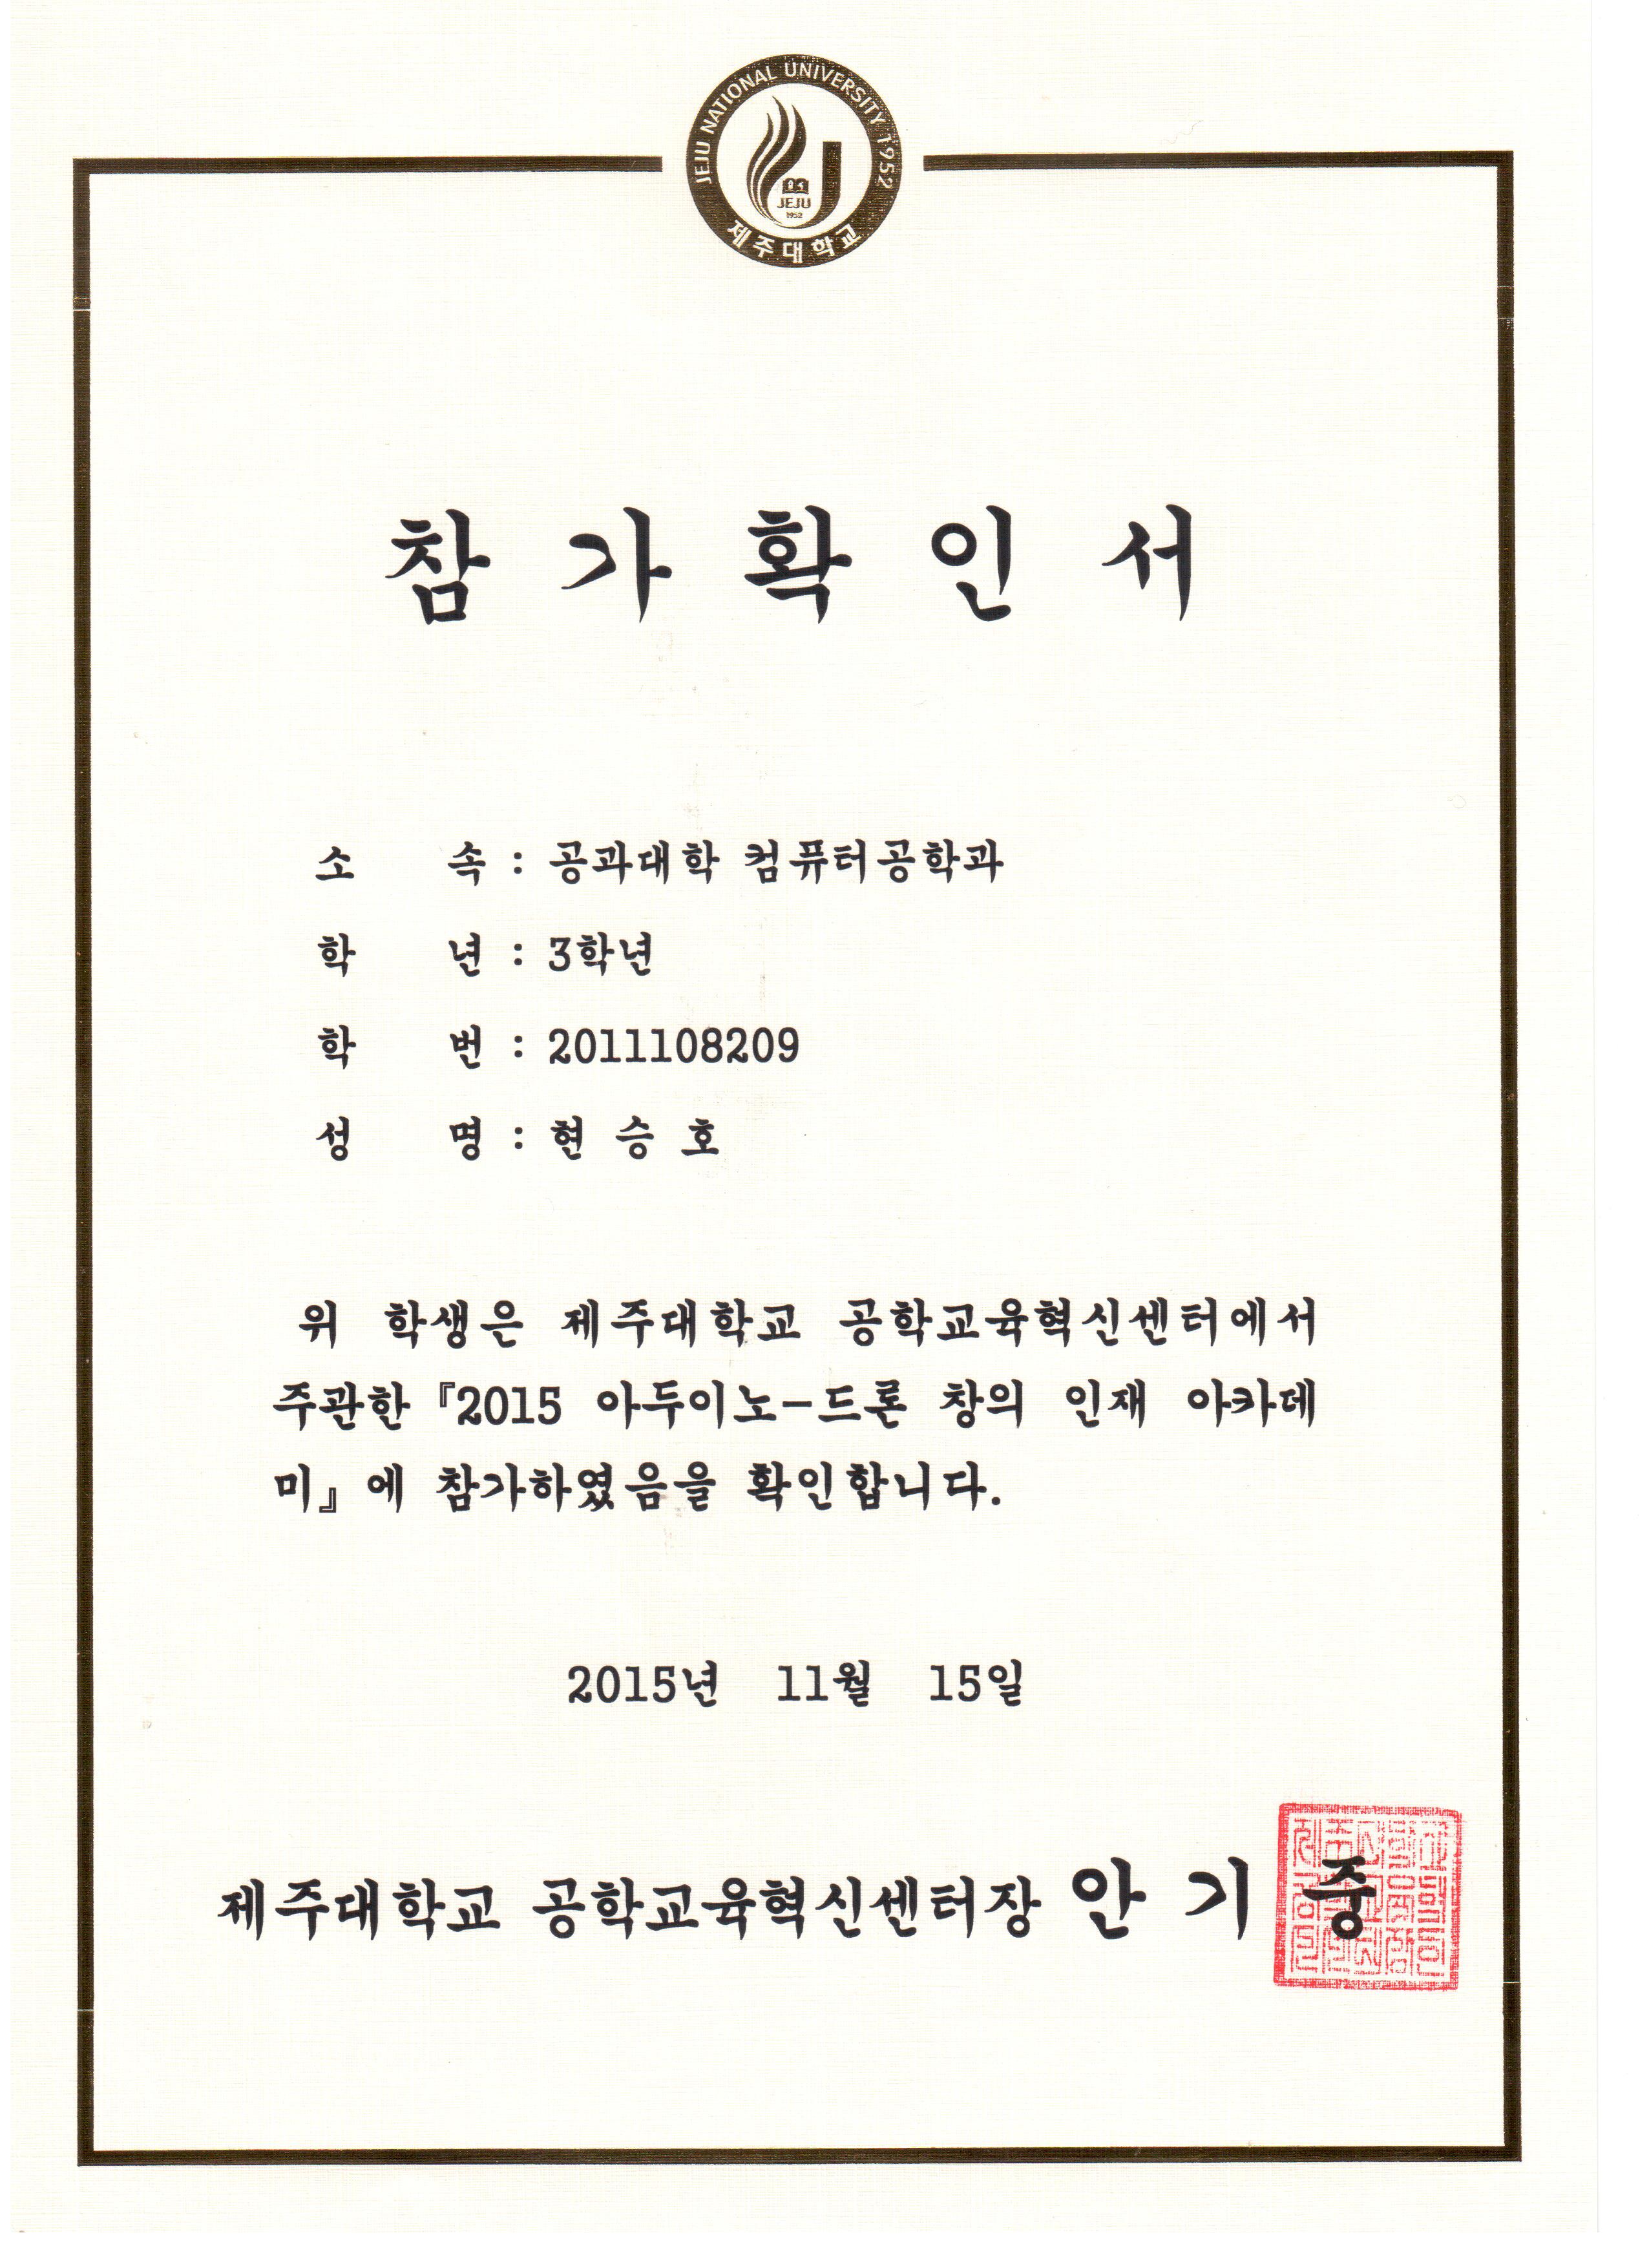 JEJU NATIONAL UNIVERSITY 1952
JEJU
1952
제주대학교
참 가 확 인 서
소 속 : 공과대학 컴퓨터공학과
학 년 : 3학년
학 번 : 2011108209
성 명 : 현 승 호
위 학생은 제주대학교 공학교육혁신센터에서
주관한『2015 아두이노-드론 창의 인재 아카데
미』에 참가하였음을 확인합니다.
2015년 11월 15일
제주대학교 공학교육혁신센터장 안 기 중